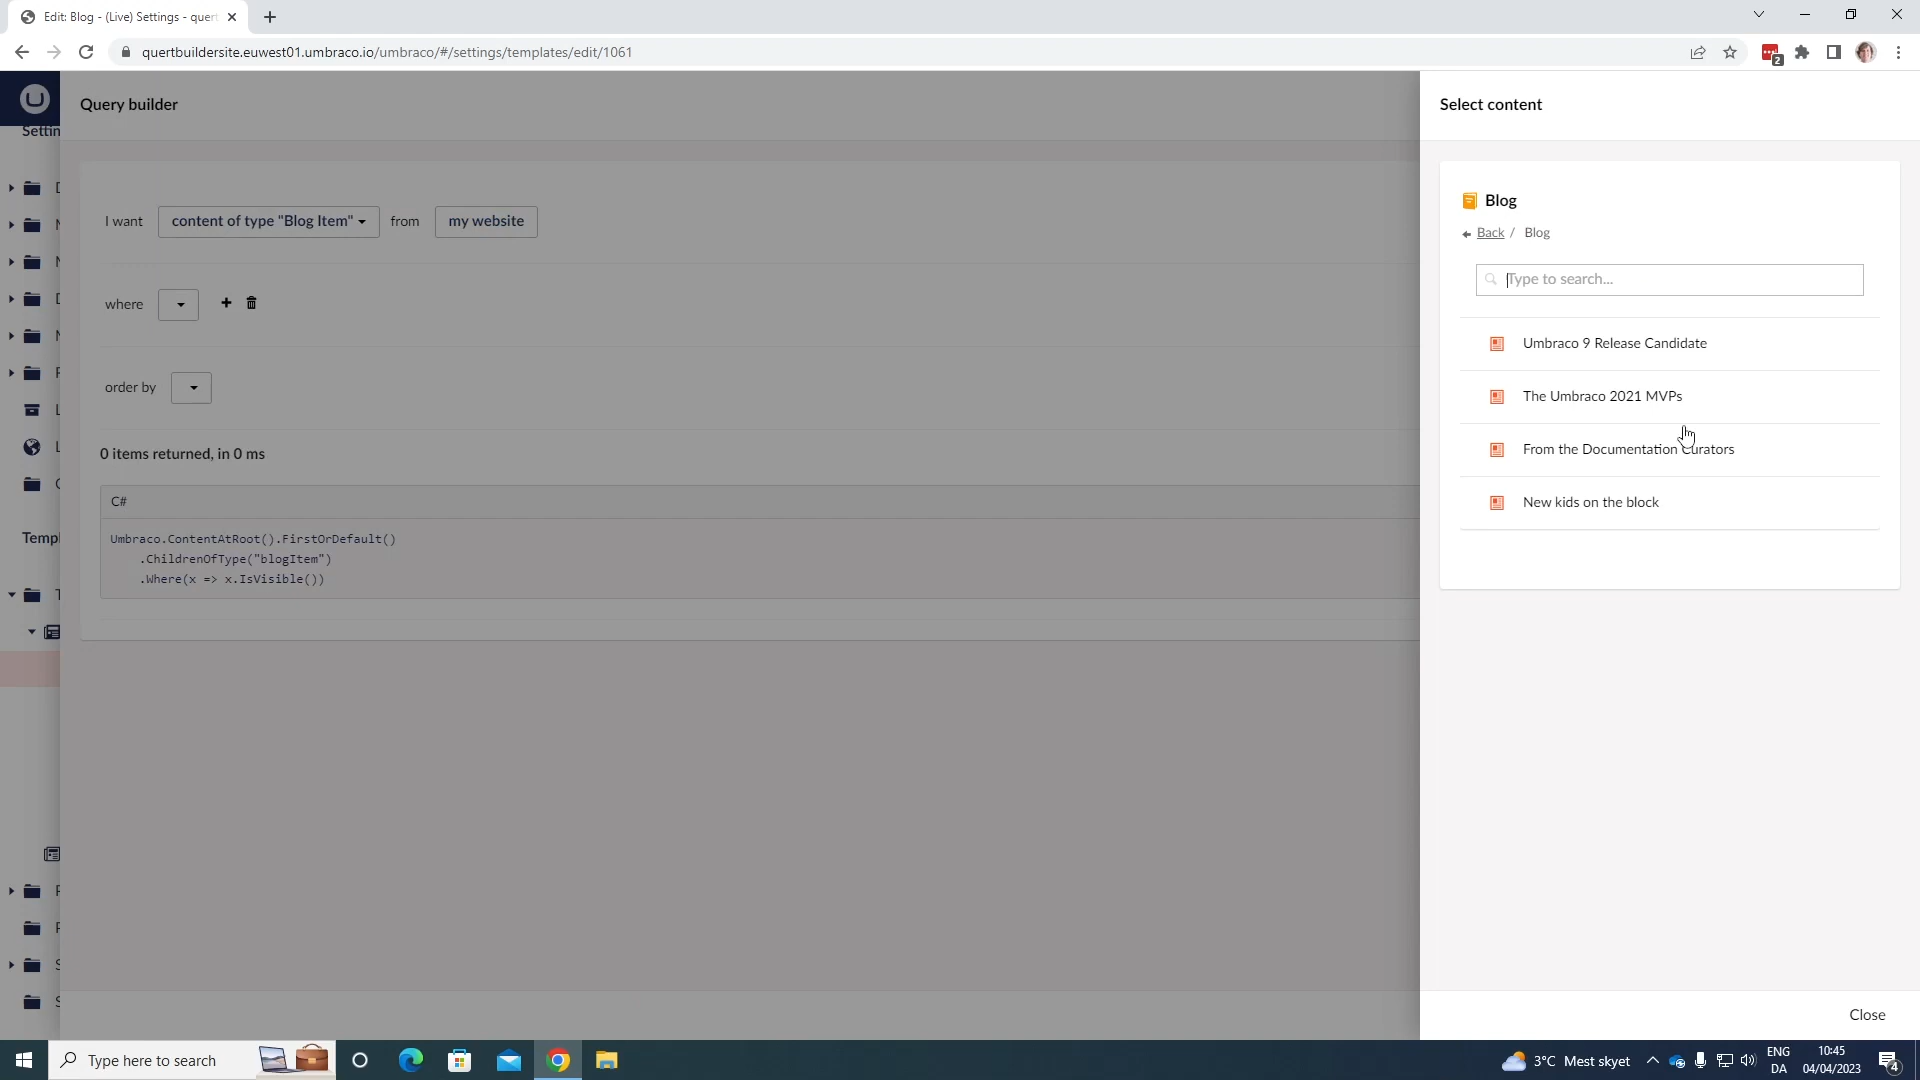 Edit: Blog - (Live) Settings - quert
quertbuildersite.euwest01.umbraco.io/umbraco/#/settings/templates/edit/1061
2
Query builder
Select content
Settin
I want content of type "Blog Item" from my website
where
order by
0 items returned, in 0 ms
C#
Umbraco.ContentAtRoot().FirstOrDefault()
.ChildrenOfType("blogItem")
.Where(x => x.IsVisible())
Templ
Blog
Back / Blog
Type to search...
Umbraco 9 Release Candidate
The Umbraco 2021 MVPs
From the Documentation Curators
New kids on the block
Close
Type here to search
3°C Mest skyet
ENG
DA
10:45
04/04/2023
4